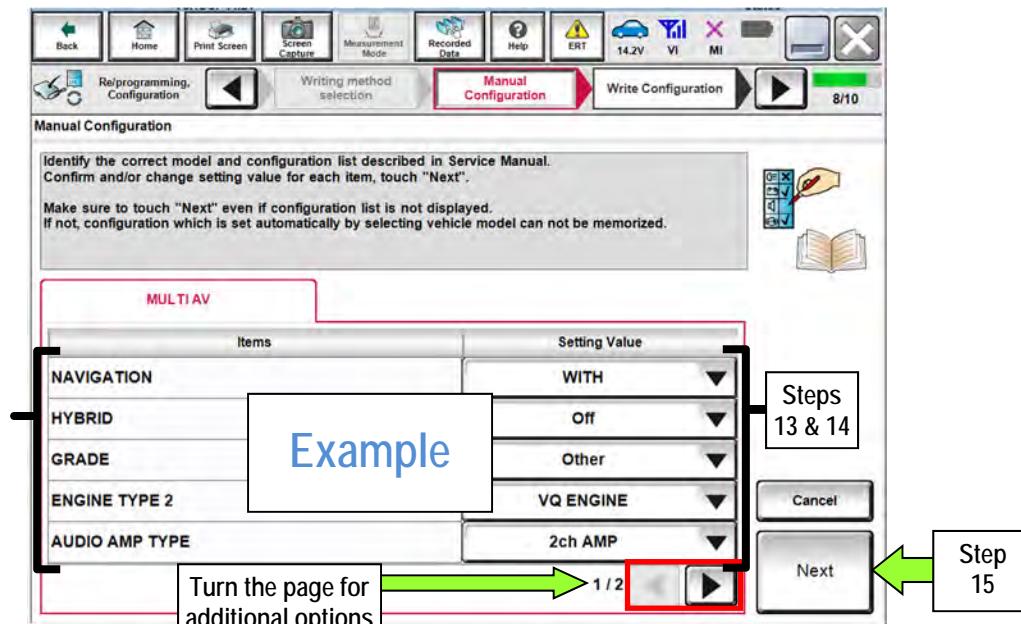 Back
Home
Print Screen
Screen
Capture
Measurement
Mode
Recorded
Data
Help
ERT
14.2V
VI
MI
Re/programming,
Configuration
Writing method
selection
Manual
Configuration
Write Configuration
8/10
Manual Configuration
Identify the correct model and configuration list described in Service Manual.
Confirm and/or change setting value for each item, touch "Next".
Make sure to touch "Next" even if configuration list is not displayed.
If not, configuration which is set automatically by selecting vehicle model can not be memorized.
MULTI AV
Items
Setting Value
NAVIGATION
WITH
HYBRID
Off
GRADE
Other
ENGINE TYPE 2
VQ ENGINE
AUDIO AMP TYPE
2ch AMP
Example
Steps
13 & 14
Cancel
Next
Step
15
1 / 2
Turn the page for
additional options